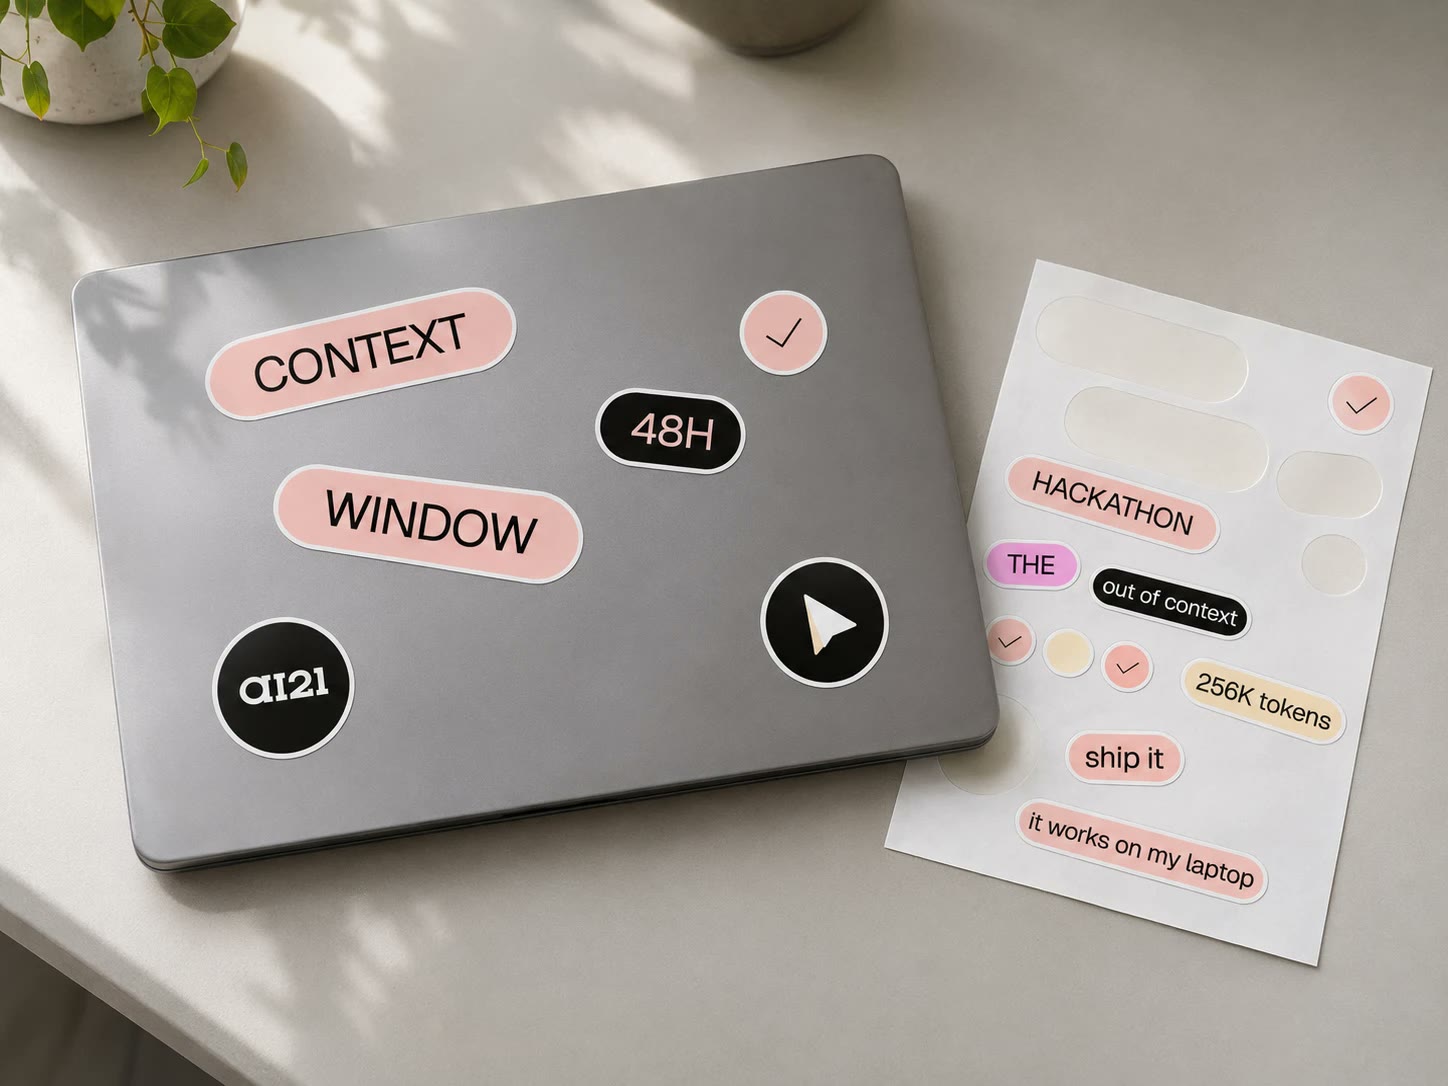 CONTEXT
48H
WINDOW
AI21
HACKATHON
THE
out of context
256K tokens
ship it
it works on my laptop